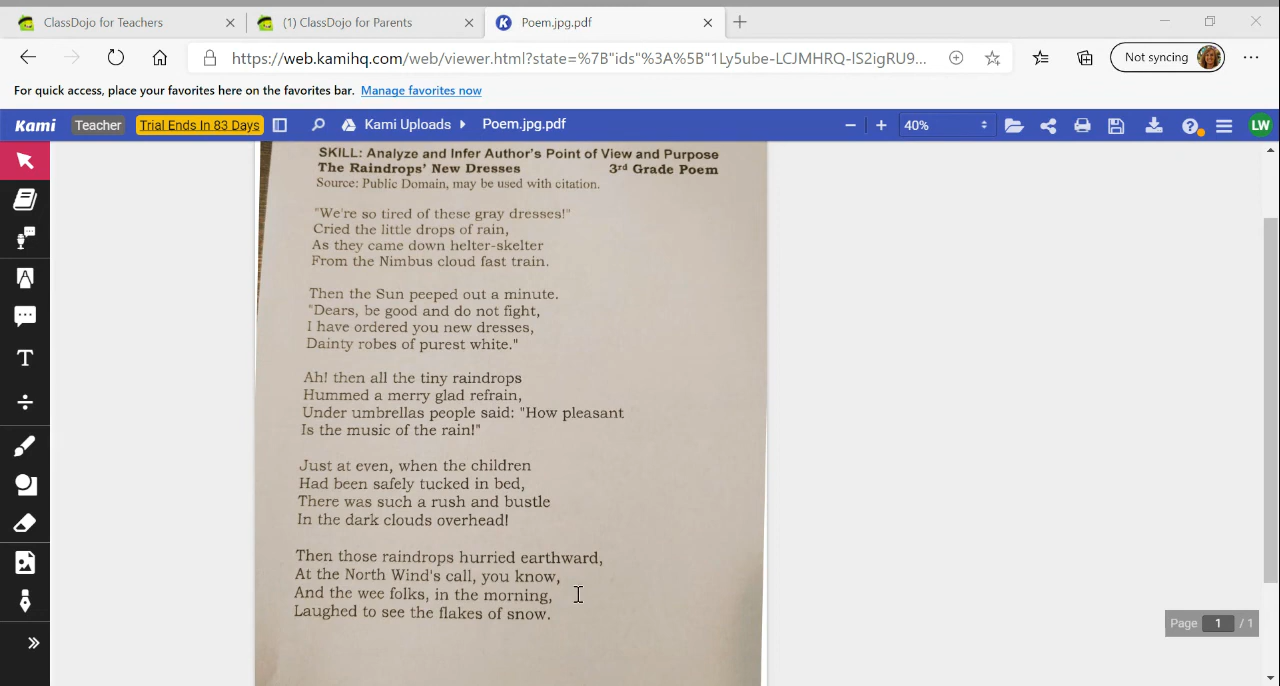 ClassDojo for Teachers
(1) ClassDojo for Parents
K Poem.jpg.pdf
https://web.kamihq.com/web/viewer.html?state=%7B"ids"%3A%5B"1Ly5ube-LCJMHRQ-lS2igRU9...
Not syncing
For quick access, place your favorites here on the favorites bar. Manage favorites now
Kami Teacher Trial Ends In 83 Days Kami Uploads Poem.jpg.pdf 40% LW
SKILL: Analyze and Infer Author's Point of View and Purpose
The Raindrops' New Dresses 3rd Grade Poem
Source: Public Domain, may be used with citation.
"We're so tired of these gray dresses!"
Cried the little drops of rain,
As they came down helter-skelter
From the Nimbus cloud fast train.
Then the Sun peeped out a minute.
"Dears, be good and do not fight,
I have ordered you new dresses,
Dainty robes of purest white."
Ah! then all the tiny raindrops
Hummed a merry glad refrain,
Under umbrellas people said: "How pleasant
Is the music of the rain!"
Just at even, when the children
Had been safely tucked in bed,
There was such a rush and bustle
In the dark clouds overhead!
Then those raindrops hurried earthward,
At the North Wind's call, you know,
And the wee folks, in the morning,
Laughed to see the flakes of snow.
Page 1 / 1